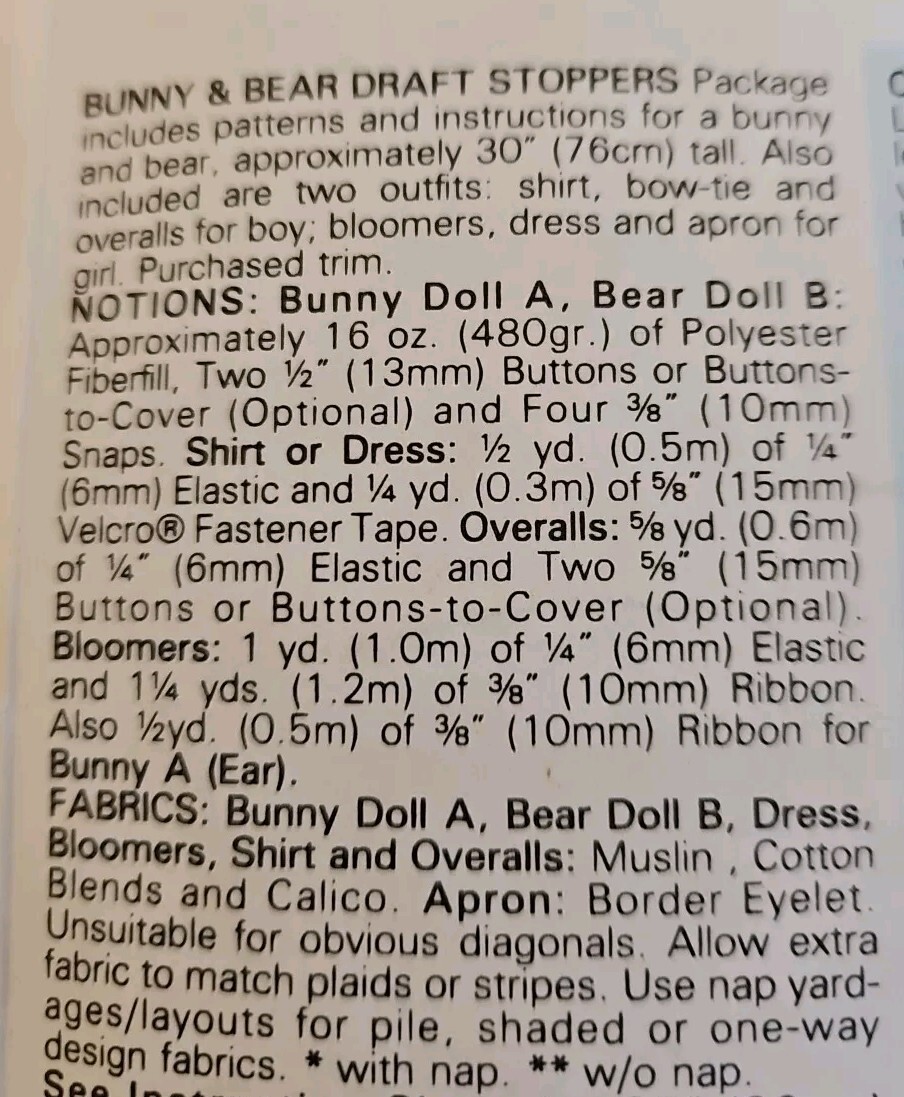 BUNNY & BEAR DRAFT STOPPERS Package
includes patterns and instructions for a bunny
and bear, approximately 30” (76cm) tall. Also
included are two outfits: shirt, bow-tie and
overalls for boy; bloomers, dress and apron for
girl. Purchased trim.
NOTIONS: Bunny Doll A, Bear Doll B:
Approximately 16 oz. (480gr.) of Polyester
Fiberfill, Two ½” (13mm) Buttons or Buttons-
to-Cover (Optional) and Four ⅜” (10mm)
Snaps. Shirt or Dress: ½ yd. (0.5m) of ¼”
(6mm) Elastic and ¼ yd. (0.3m) of ⅝” (15mm)
Velcro® Fastener Tape. Overalls: ⅝ yd. (0.6m)
of ¼” (6mm) Elastic and Two ⅝” (15mm)
Buttons or Buttons-to-Cover (Optional).
Bloomers: 1 yd. (1.0m) of ¼” (6mm) Elastic
and 1¼ yds. (1.2m) of ⅜” (10mm) Ribbon.
Also ½yd. (0.5m) of ⅜” (10mm) Ribbon for
Bunny A (Ear).
FABRICS: Bunny Doll A, Bear Doll B, Dress,
Bloomers, Shirt and Overalls: Muslin , Cotton
Blends and Calico. Apron: Border Eyelet.
Unsuitable for obvious diagonals. Allow extra
fabric to match plaids or stripes. Use nap yard-
ages/layouts for pile, shaded or one-way
design fabrics. * with nap. ** w/o nap.
See